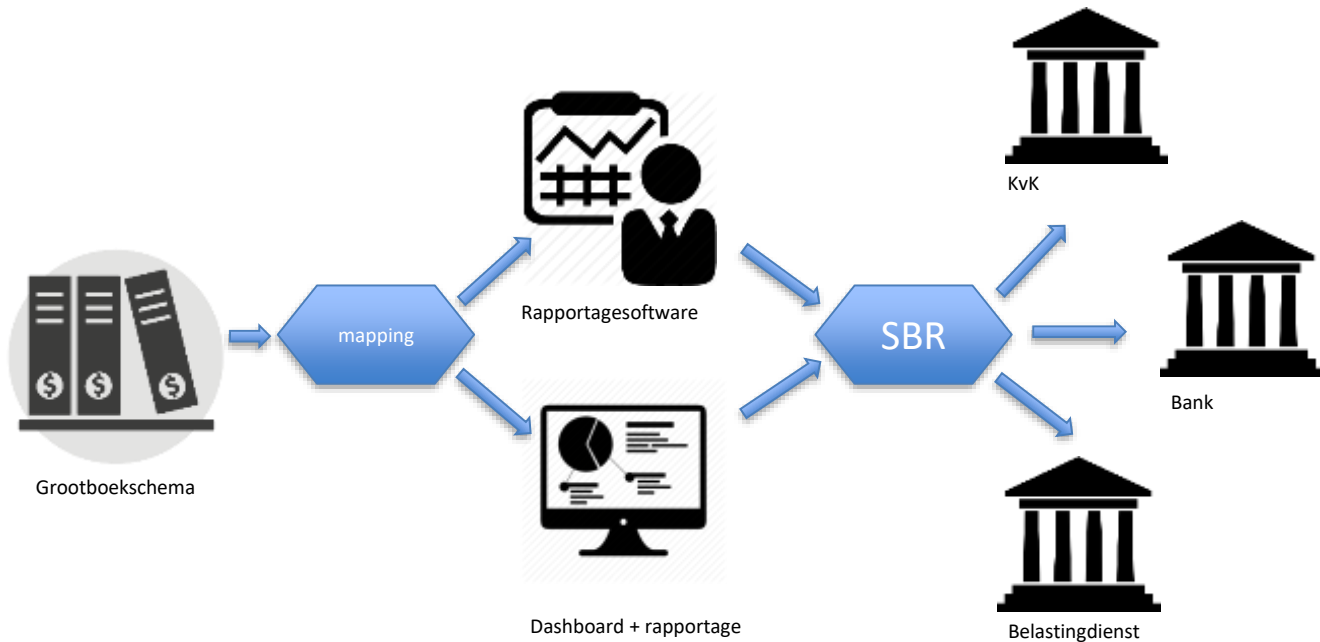 KvK
Rapportagesoftware
mapping
SBR
Bank
Grootboekschema
Dashboard + rapportage
Belastingdienst
$
$
$